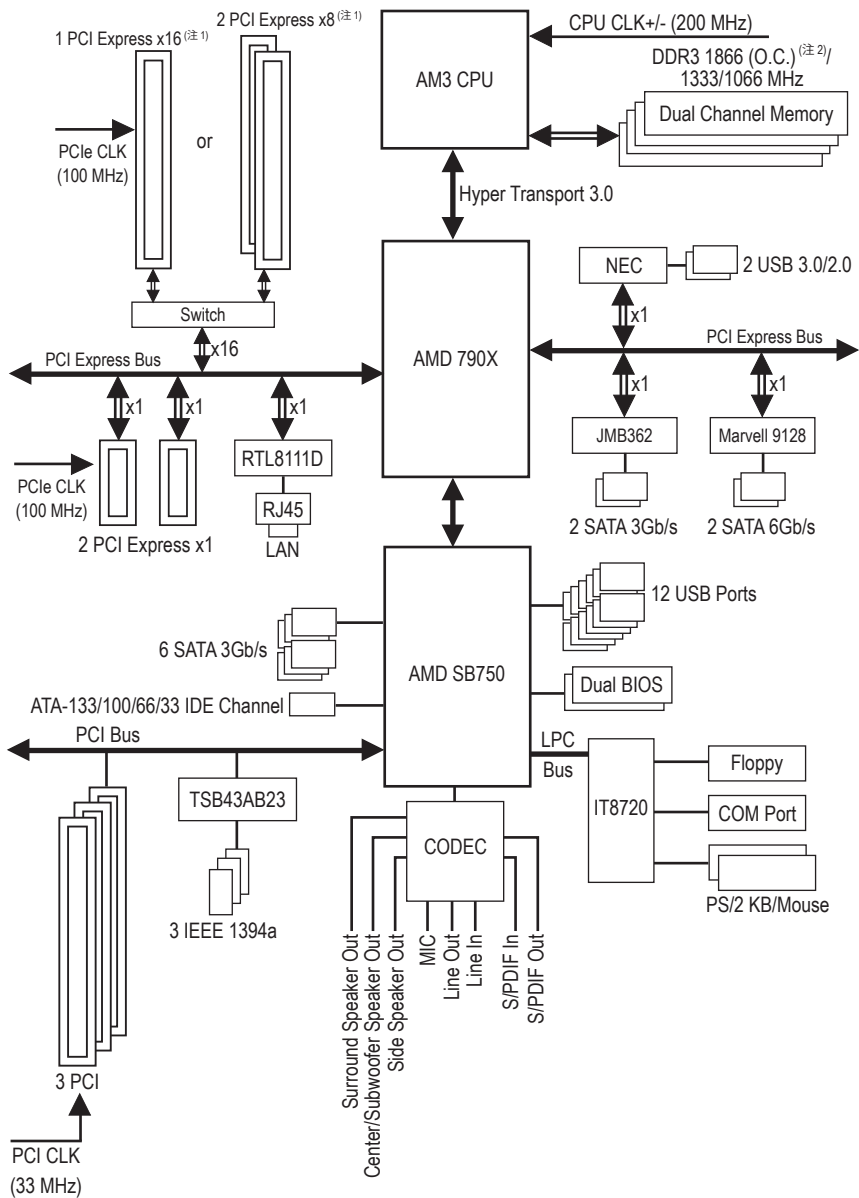 1 PCI Express x16 (注 1)
2 PCI Express x8 (注 1)
PCIe CLK
(100 MHz)
or
Switch
x16
AM3 CPU
CPU CLK+/- (200 MHz)
DDR3 1866 (O.C.) (注 2)/
1333/1066 MHz
Dual Channel Memory
Hyper Transport 3.0
AMD 790X
NEC
2 USB 3.0/2.0
x1
PCI Express Bus
PCI Express Bus
x1
x1
x1
x1
x1
JMB362
Marvell 9128
2 SATA 3Gb/s
2 SATA 6Gb/s
PCIe CLK
(100 MHz)
2 PCI Express x1
RTL8111D
RJ45
LAN
AMD SB750
12 USB Ports
6 SATA 3Gb/s
Dual BIOS
ATA-133/100/66/33 IDE Channel
PCI Bus
LPC
Bus
TSB43AB23
3 IEEE 1394a
IT8720
Floppy
COM Port
PS/2 KB/Mouse
CODEC
Surround Speaker Out
Center/Subwoofer Speaker Out
Side Speaker Out
MIC
Line Out
Line In
S/PDIF In
S/PDIF Out
3 PCI
PCI CLK
(33 MHz)